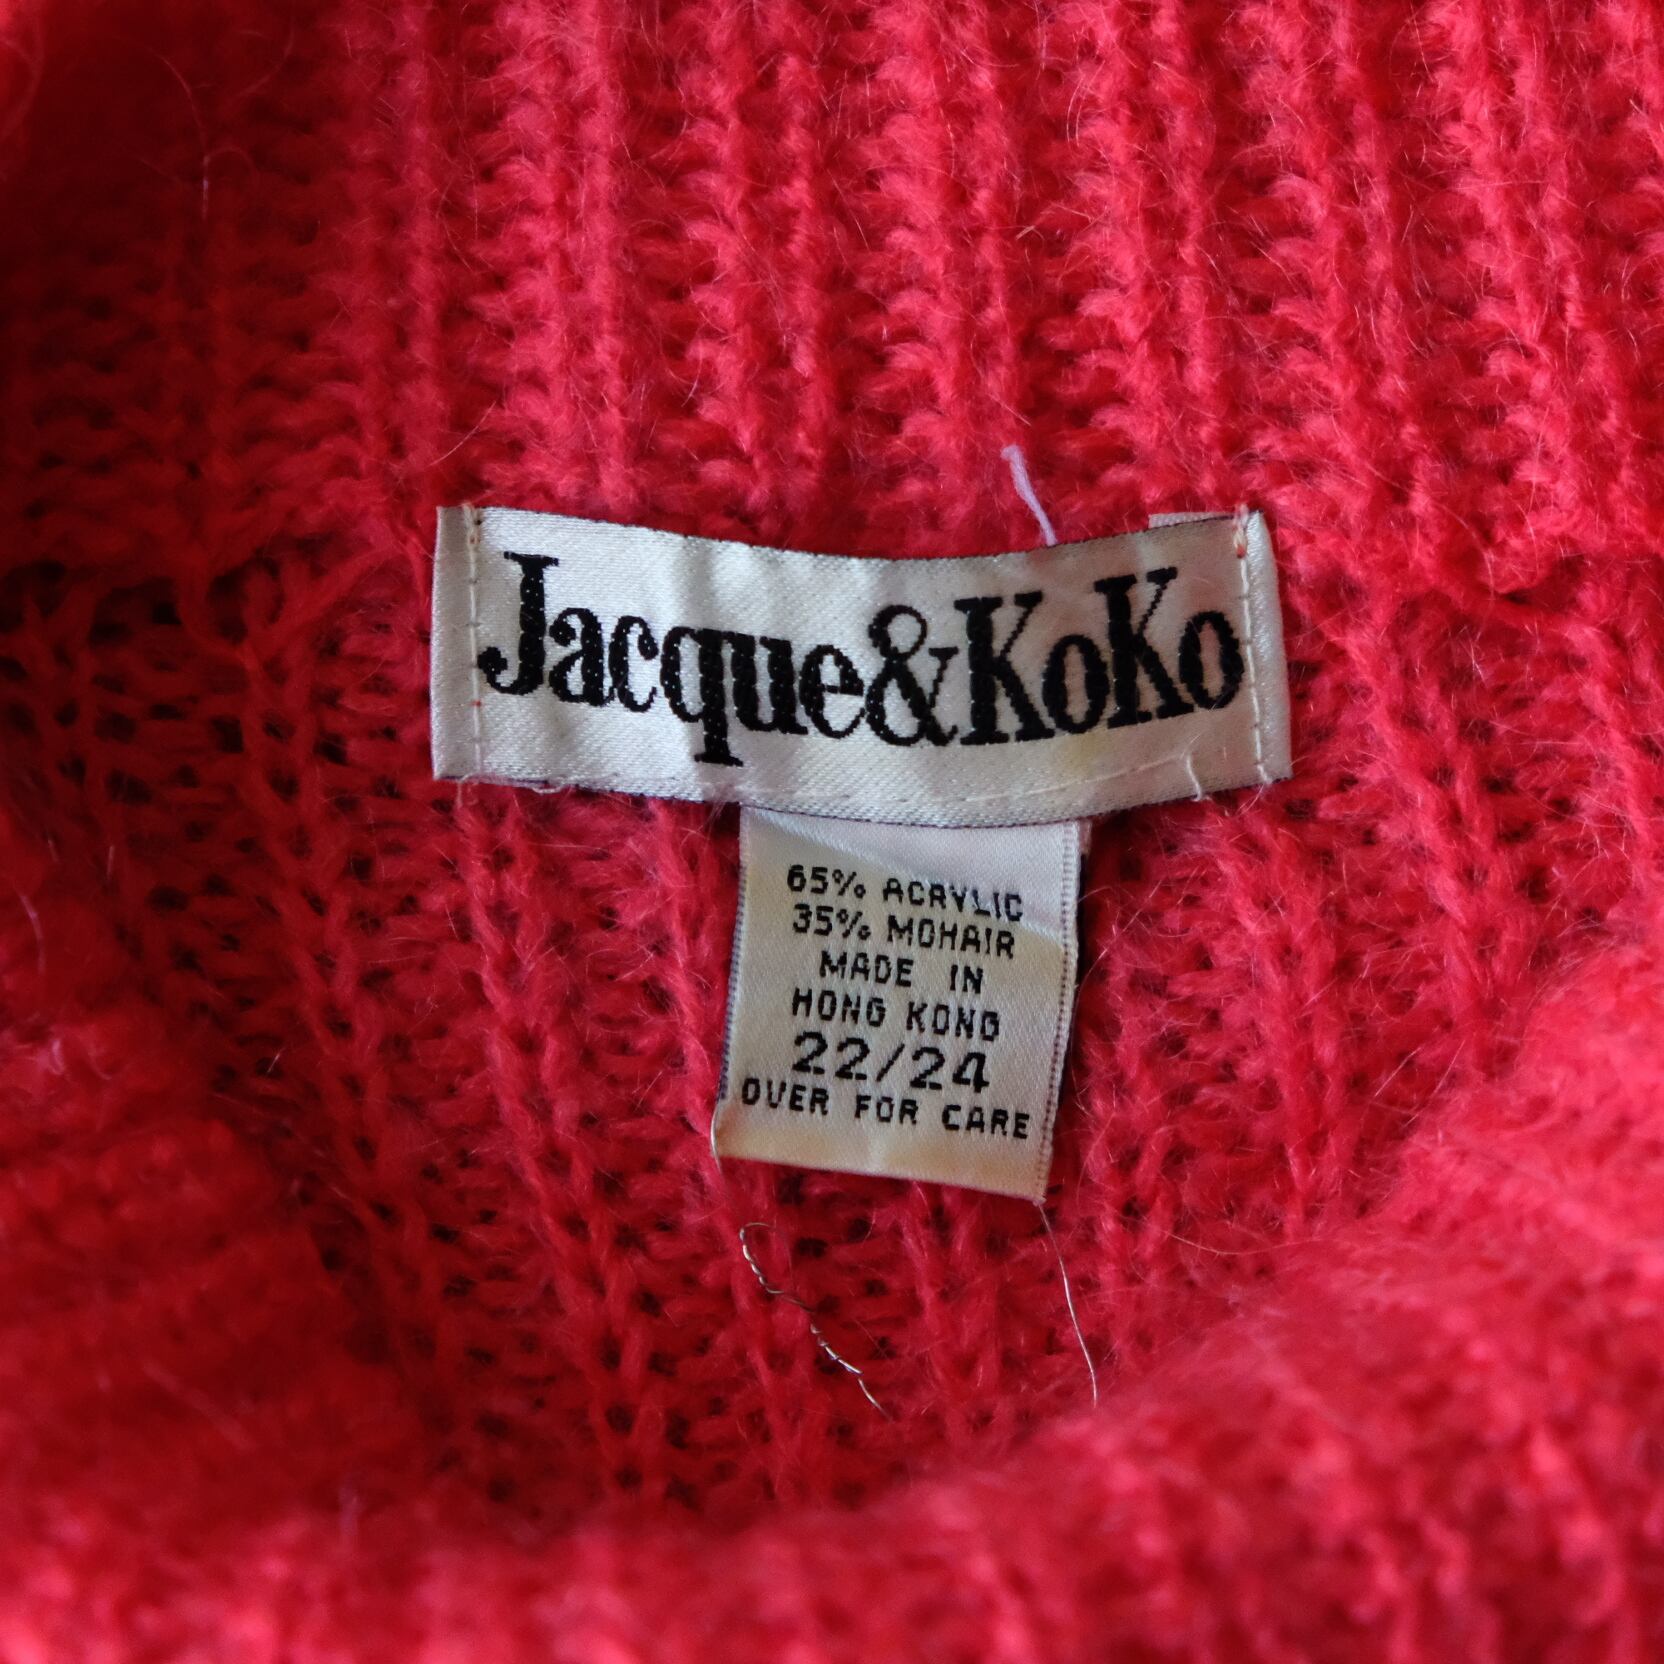 Jacque&KoKo
65% ACRYLIC
35% MOHAIR
MADE IN
HONG KONG
22/24
OVER FOR CARE